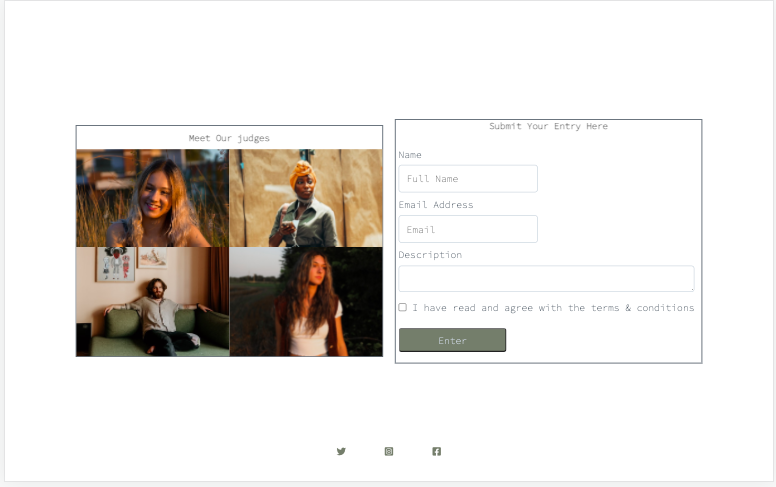 Meet Our judges
Submit Your Entry Here
Name
Full Name
Email Address
Email
Description
I have read and agree with the terms & conditions
Enter